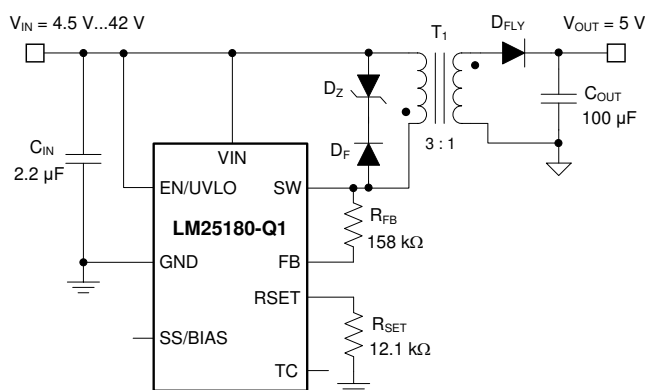 V_IN = 4.5 V...42 V
T_1
D_FLY
V_OUT = 5 V
D_Z
C_OUT
100 µF
D_F
3 : 1
C_IN
2.2 µF
VIN
EN/UVLO
SW
LM25180-Q1
R_FB
158 kΩ
GND
FB
RSET
R_SET
12.1 kΩ
SS/BIAS
TC